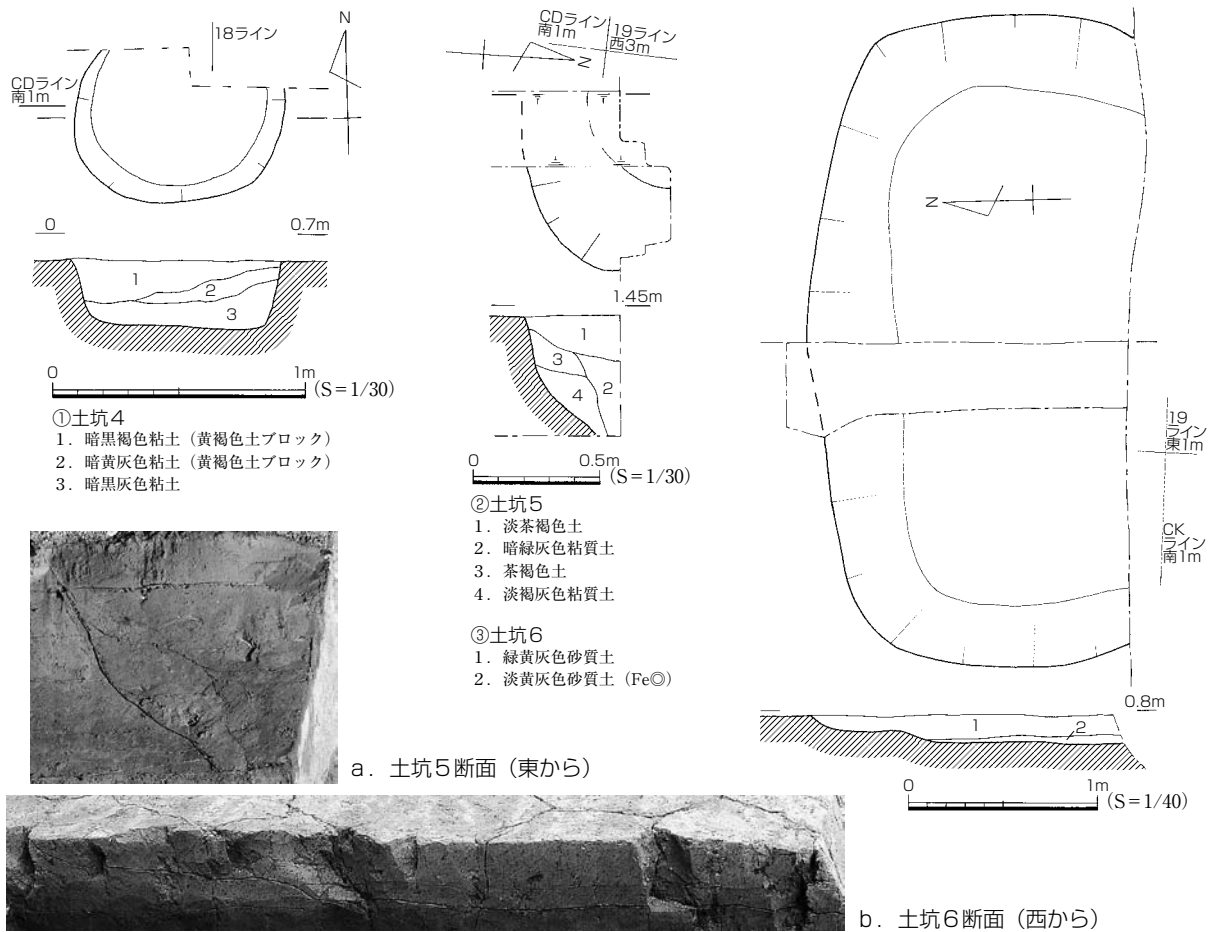 18ライン
N
CDライン
南1m
0
0.7m
1
2
3
0
1m
(S=1/30)
①土坑4
1．暗黒褐色粘土（黄褐色土ブロック）
2．暗黄灰色粘土（黄褐色土ブロック）
3．暗黒灰色粘土
CDライン
南1m
19ライン
西3m
N
1.45m
1
3
2
4
0
0.5m
(S=1/30)
②土坑5
1．淡茶褐色土
2．暗緑灰色粘質土
3．茶褐色土
4．淡褐灰色粘質土
③土坑6
1．緑黄灰色砂質土
2．淡黄灰色砂質土（Fe◎）
N
19
ライン
東1m
CK
ライン
南1m
0.8m
1
2
0
1m
(S=1/40)
a．土坑5断面（東から）
b．土坑6断面（西から）